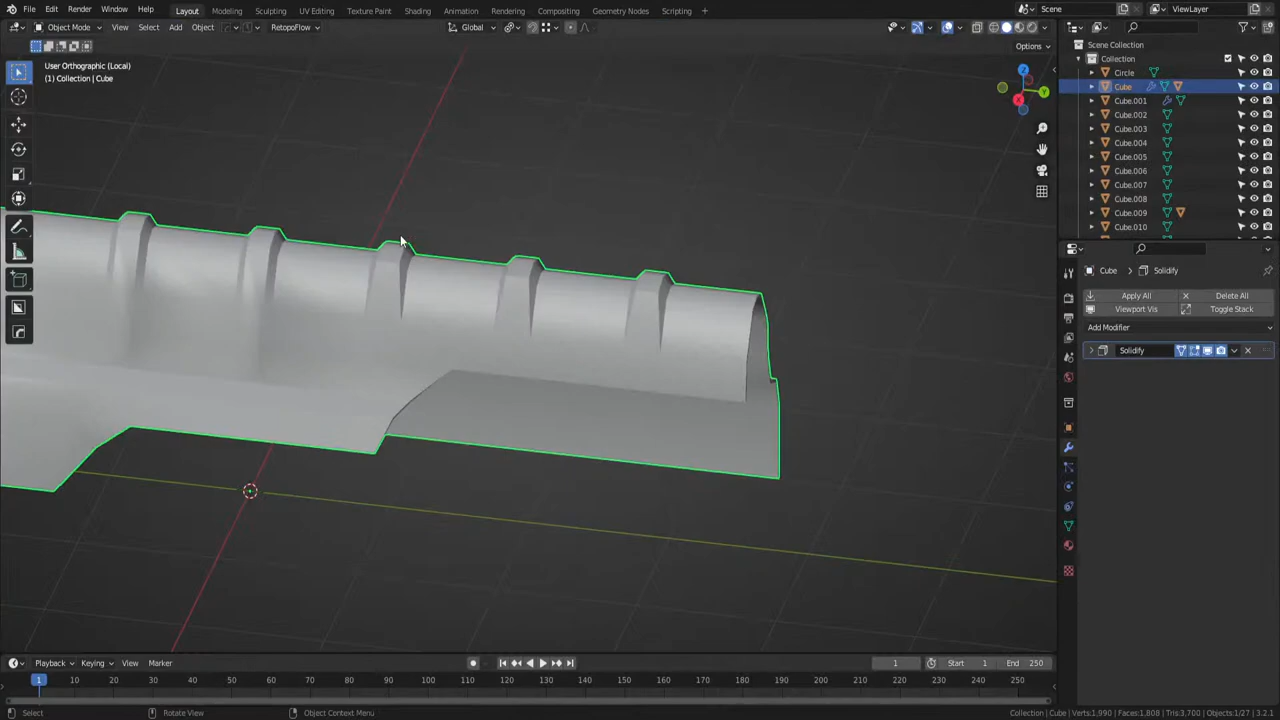 File Edit Render Window Help Layout Modeling Sculpting UV Editing Texture Paint Shading Animation Rendering Compositing Geometry Nodes Scripting + Scene ViewLayer
Object Mode View Select Add Object RetopoFlow Global
Options
User Orthographic (Local)
(1) Collection | Cube
Z
X
Y
Scene Collection
Collection
Circle
Cube
Cube.001
Cube.002
Cube.003
Cube.004
Cube.005
Cube.006
Cube.007
Cube.008
Cube.009
Cube.010
Cube > Solidify
Apply All Delete All
Viewport Vis Toggle Stack
Add Modifier
Solidify
Playback Keying View Marker 1 Start 1 End 250
1 10 20 30 40 50 60 70 80 90 100 110 120 130 140 150 160 170 180 190 200 210 220 230 240 250
Select Rotate View Object Context Menu Collection | Cube | Verts:1,990 | Faces:1,808 | Tris:3,700 | Objects:1/27 | 3.2.1